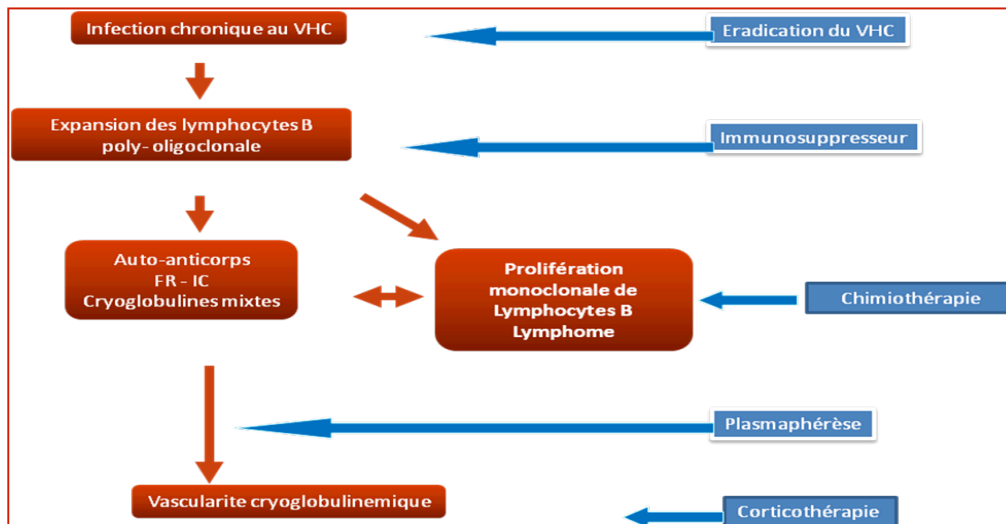 Infection chronique au VHC
Eradication du VHC
Expansion des lymphocytes B
poly- oligoclonale
Immunosuppresseur
Auto-anticorps
FR - IC
Cryoglobulines mixtes
Prolifération
monoclonale de
Lymphocytes B
Lymphome
Chimiothérapie
Plasmaphérèse
Vascularite cryoglobulinemique
Corticothérapie